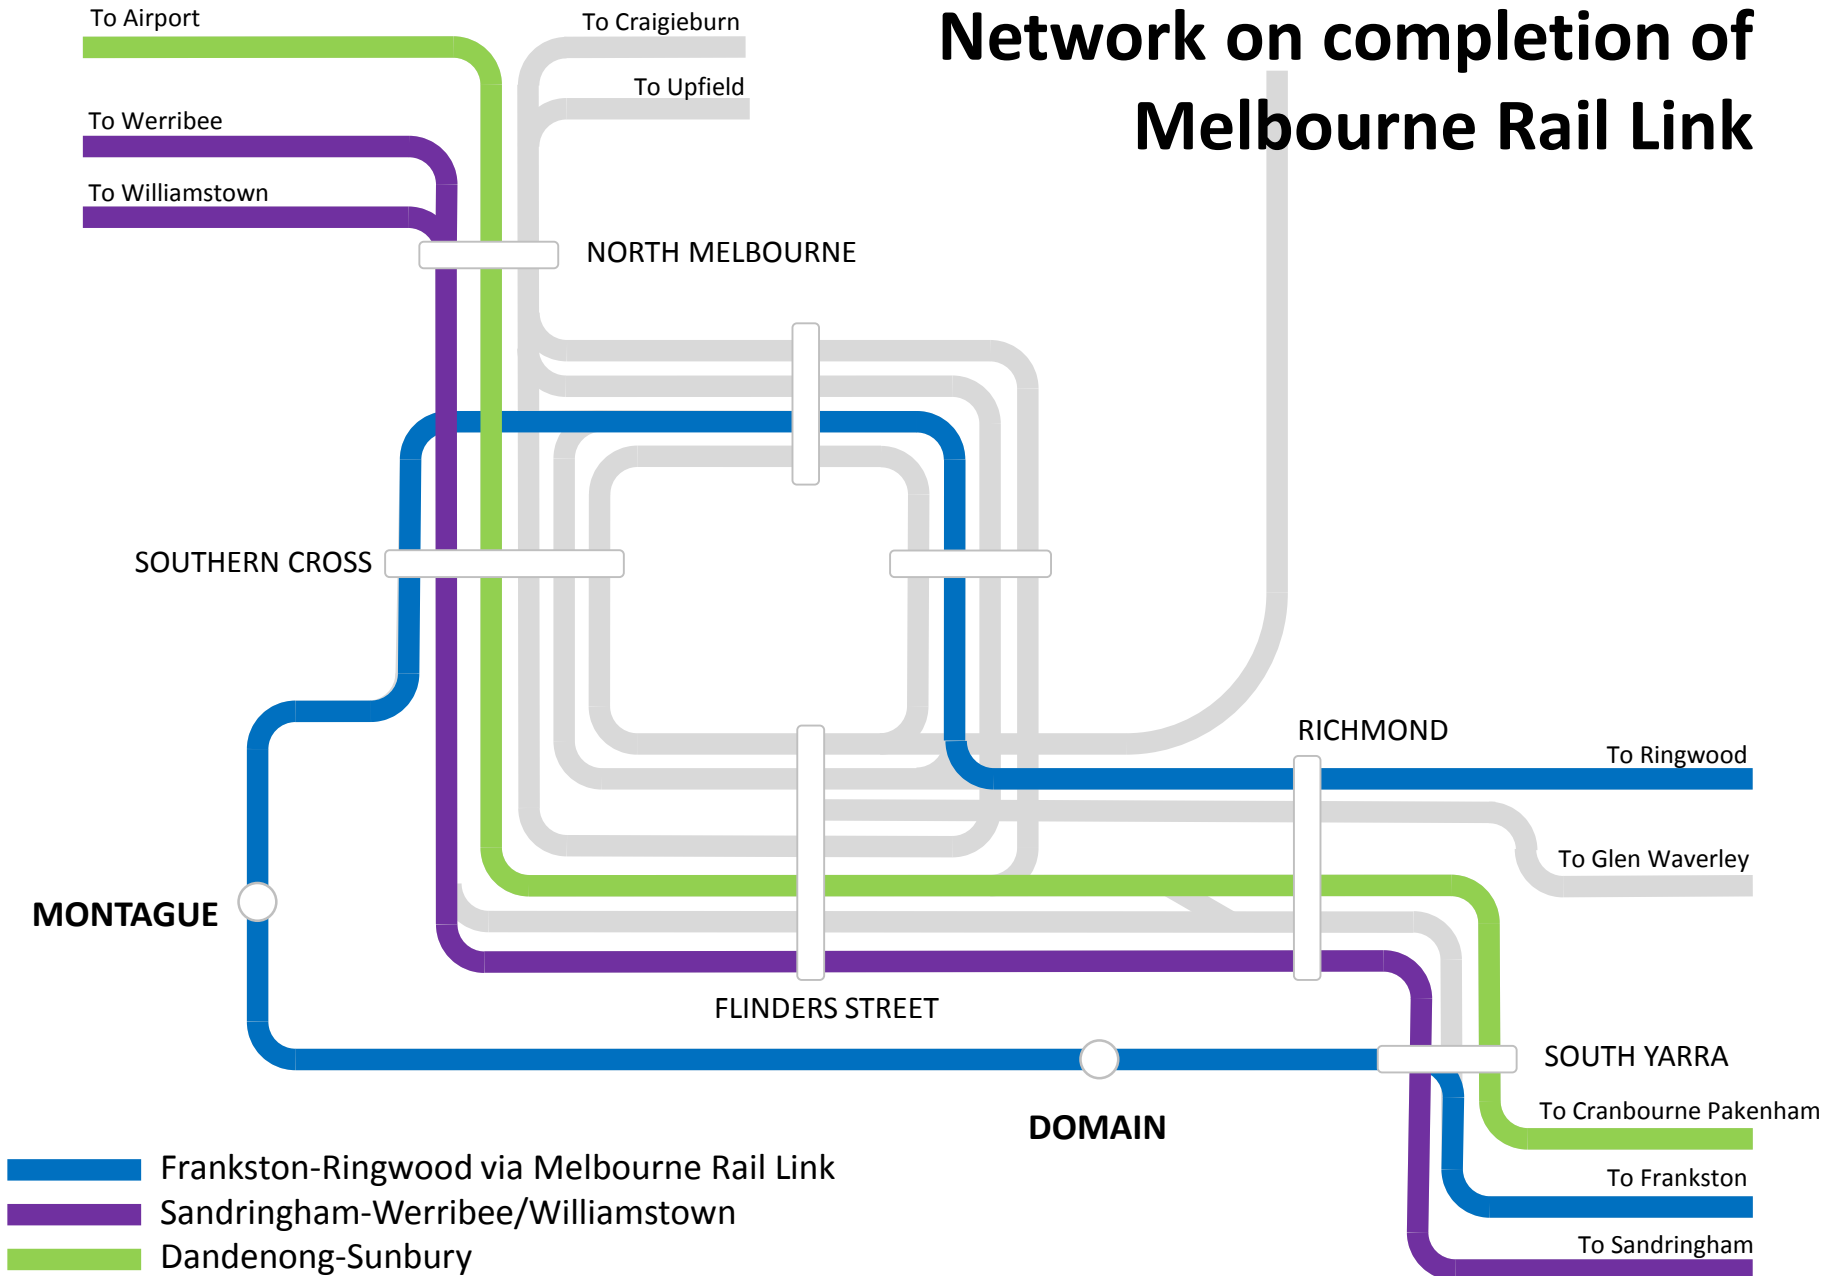 To Airport
To Craigieburn
Network on completion of
To Upfield
Melbourne Rail Link
To Werribee
To Williamstown
NORTH MELBOURNE
SOUTHERN CROSS
RICHMOND
To Ringwood
To Glen Waverley
MONTAGUE
FLINDERS STREET
SOUTH YARRA
To Cranbourne Pakenham
DOMAIN
Frankston-Ringwood via Melbourne Rail Link
To Frankston
Sandringham-Werribee/Williamstown
To Sandringham
Dandenong-Sunbury